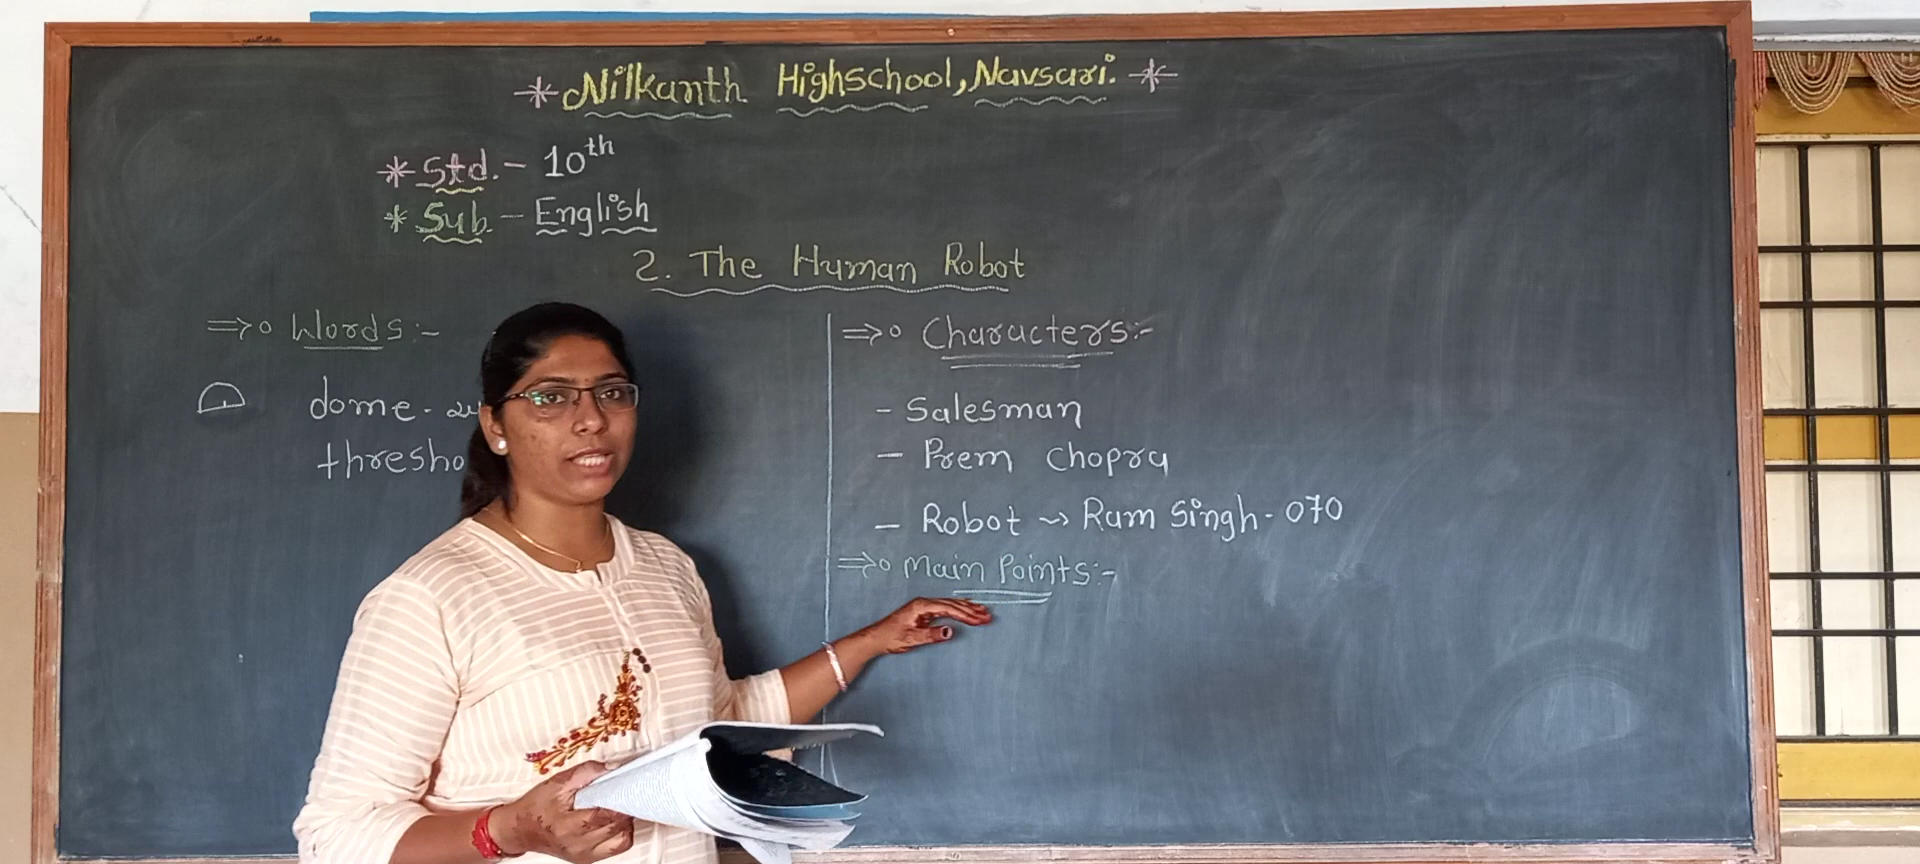 * Nilkanth Highschool, Navsari. *
* Std. - 10th
* Sub - English
2. The Human Robot
⇒∘ Words :-
dome -
thresho
⇒∘ Characters :-
- Salesman
- Prem Chopra
- Robot ⇝ Ram Singh - 070
⇒∘ Main Points :-